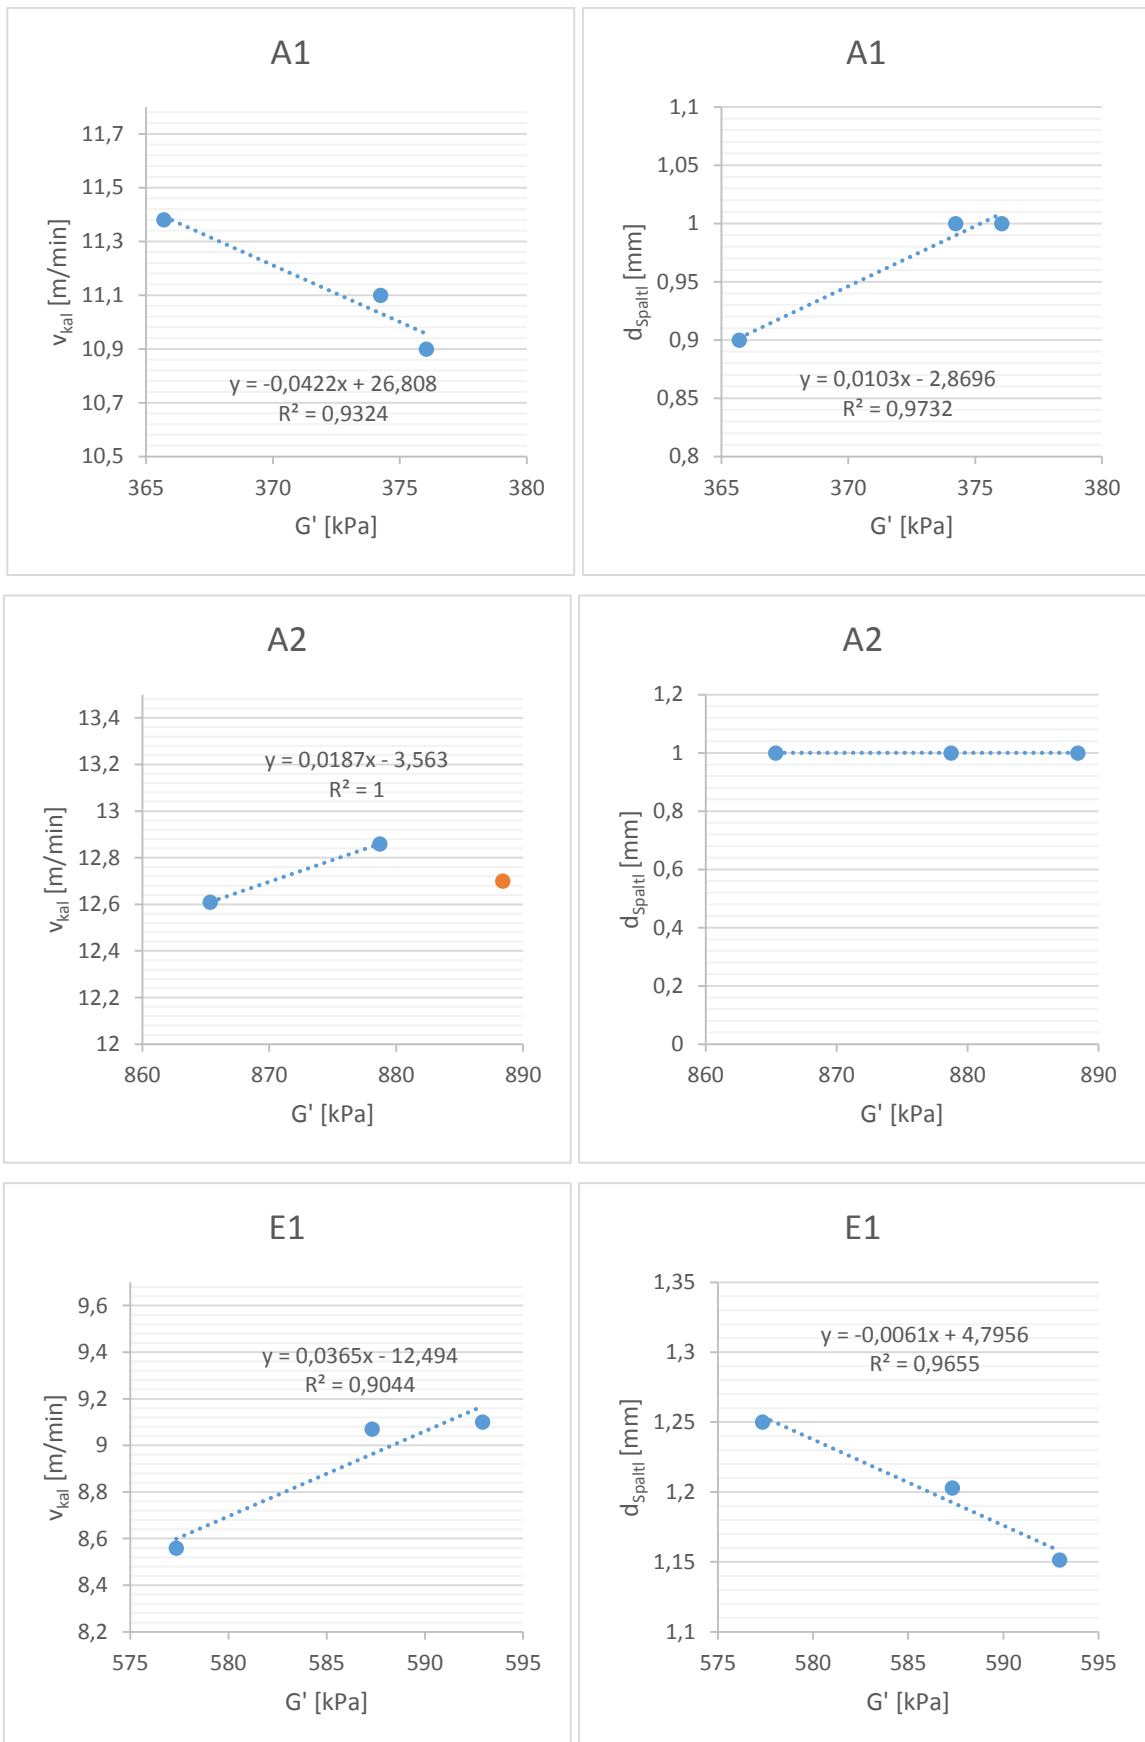 A1
11,7
11,5
11,3
11,1
10,9
10,7
10,5
v_kal [m/min]
y = -0,0422x + 26,808
R² = 0,9324
365 370 375 380
G' [kPa]
A1
1,1
1,05
1
0,95
0,9
0,85
0,8
d_Spaltl [mm]
y = 0,0103x - 2,8696
R² = 0,9732
365 370 375 380
G' [kPa]
A2
13,4
13,2
13
12,8
12,6
12,4
12,2
12
v_kal [m/min]
y = 0,0187x - 3,563
R² = 1
860 870 880 890
G' [kPa]
A2
1,2
1
0,8
0,6
0,4
0,2
0
d_Spaltl [mm]
860 870 880 890
G' [kPa]
E1
9,6
9,4
9,2
9
8,8
8,6
8,4
8,2
v_kal [m/min]
y = 0,0365x - 12,494
R² = 0,9044
575 580 585 590 595
G' [kPa]
E1
1,35
1,3
1,25
1,2
1,15
1,1
d_Spaltl [mm]
y = -0,0061x + 4,7956
R² = 0,9655
575 580 585 590 595
G' [kPa]